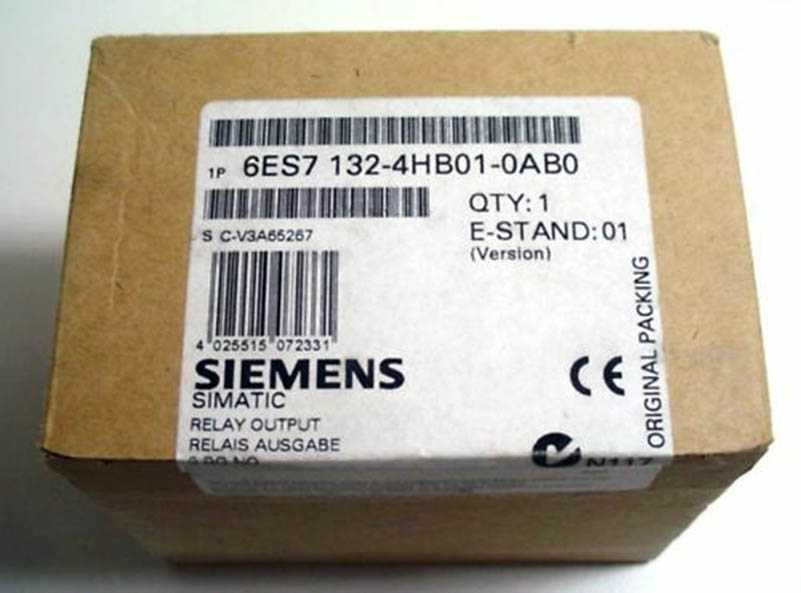 1P 6ES7 132-4HB01-0AB0
QTY: 1
S C-V3A65267
E-STAND: 01
(Version)
4 025515 072331
SIEMENS
SIMATIC
RELAY OUTPUT
RELAIS AUSGABE
CE
N117
ORIGINAL PACKING